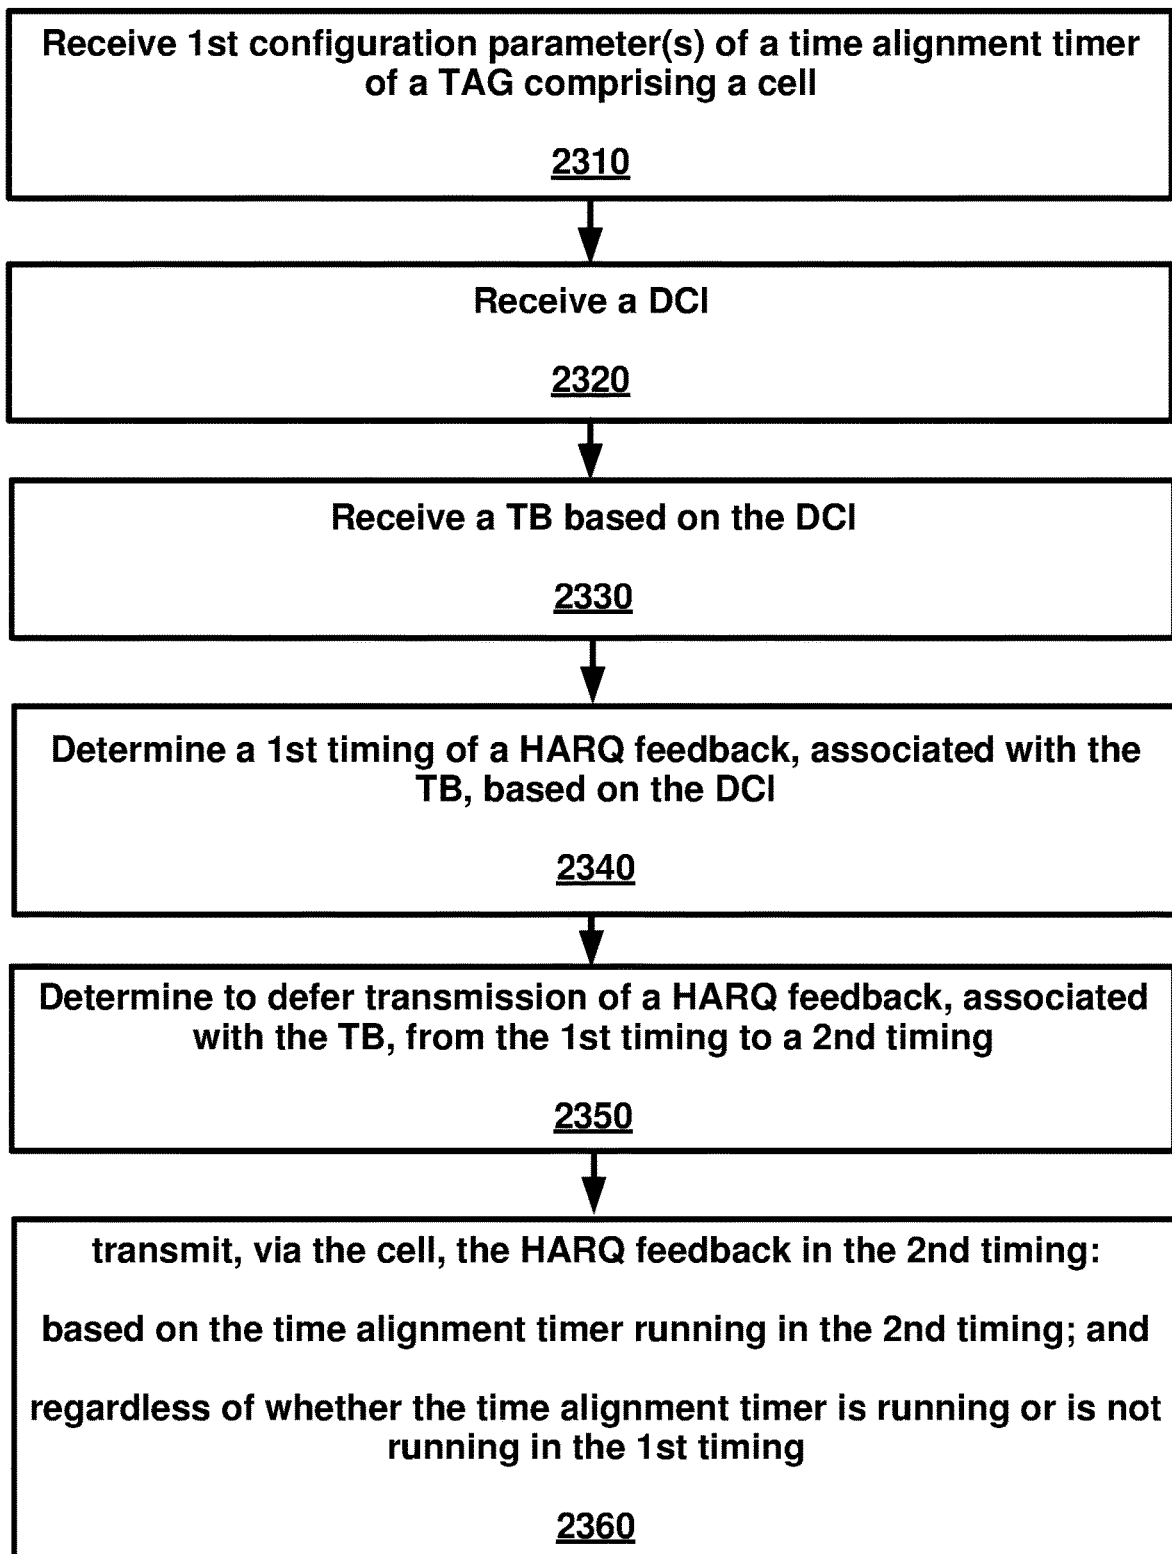 Receive 1st configuration parameter(s) of a time alignment timer
of a TAG comprising a cell
2310
Receive a DCI
2320
Receive a TB based on the DCI
2330
Determine a 1st timing of a HARQ feedback, associated with the
TB, based on the DCI
2340
Determine to defer transmission of a HARQ feedback, associated
with the TB, from the 1st timing to a 2nd timing
2350
transmit, via the cell, the HARQ feedback in the 2nd timing:
based on the time alignment timer running in the 2nd timing; and
regardless of whether the time alignment timer is running or is not
running in the 1st timing
2360